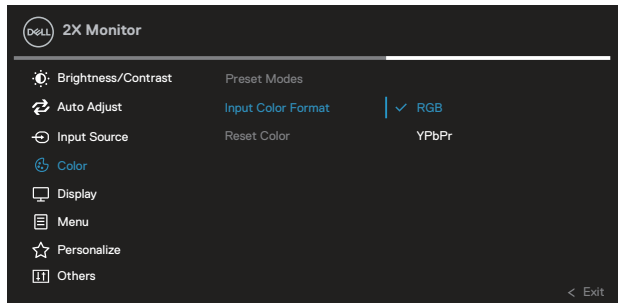 DELL 2X Monitor
Brightness/Contrast Preset Modes
Auto Adjust Input Color Format RGB
Input Source Reset Color YPbPr
Color
Display
Menu
Personalize
Others
< Exit